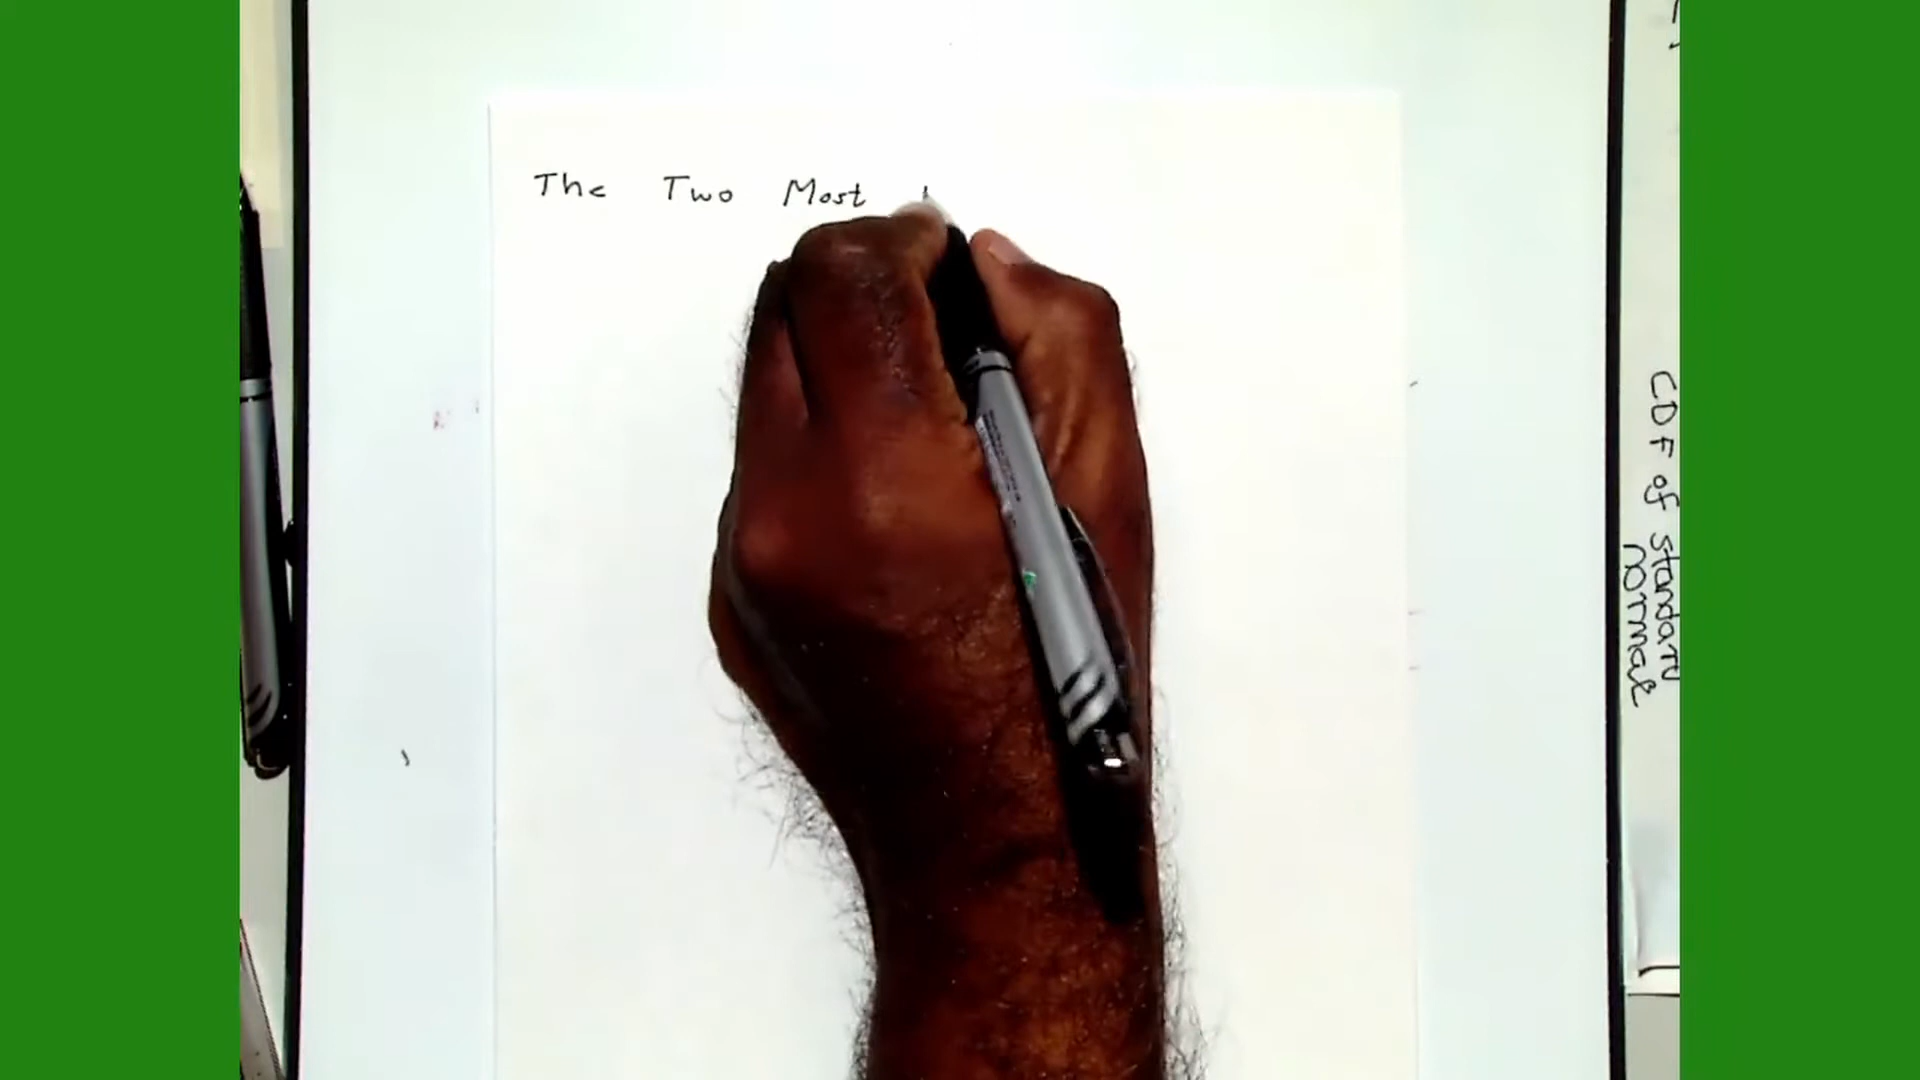 The Two Most
CDF of standard
normal